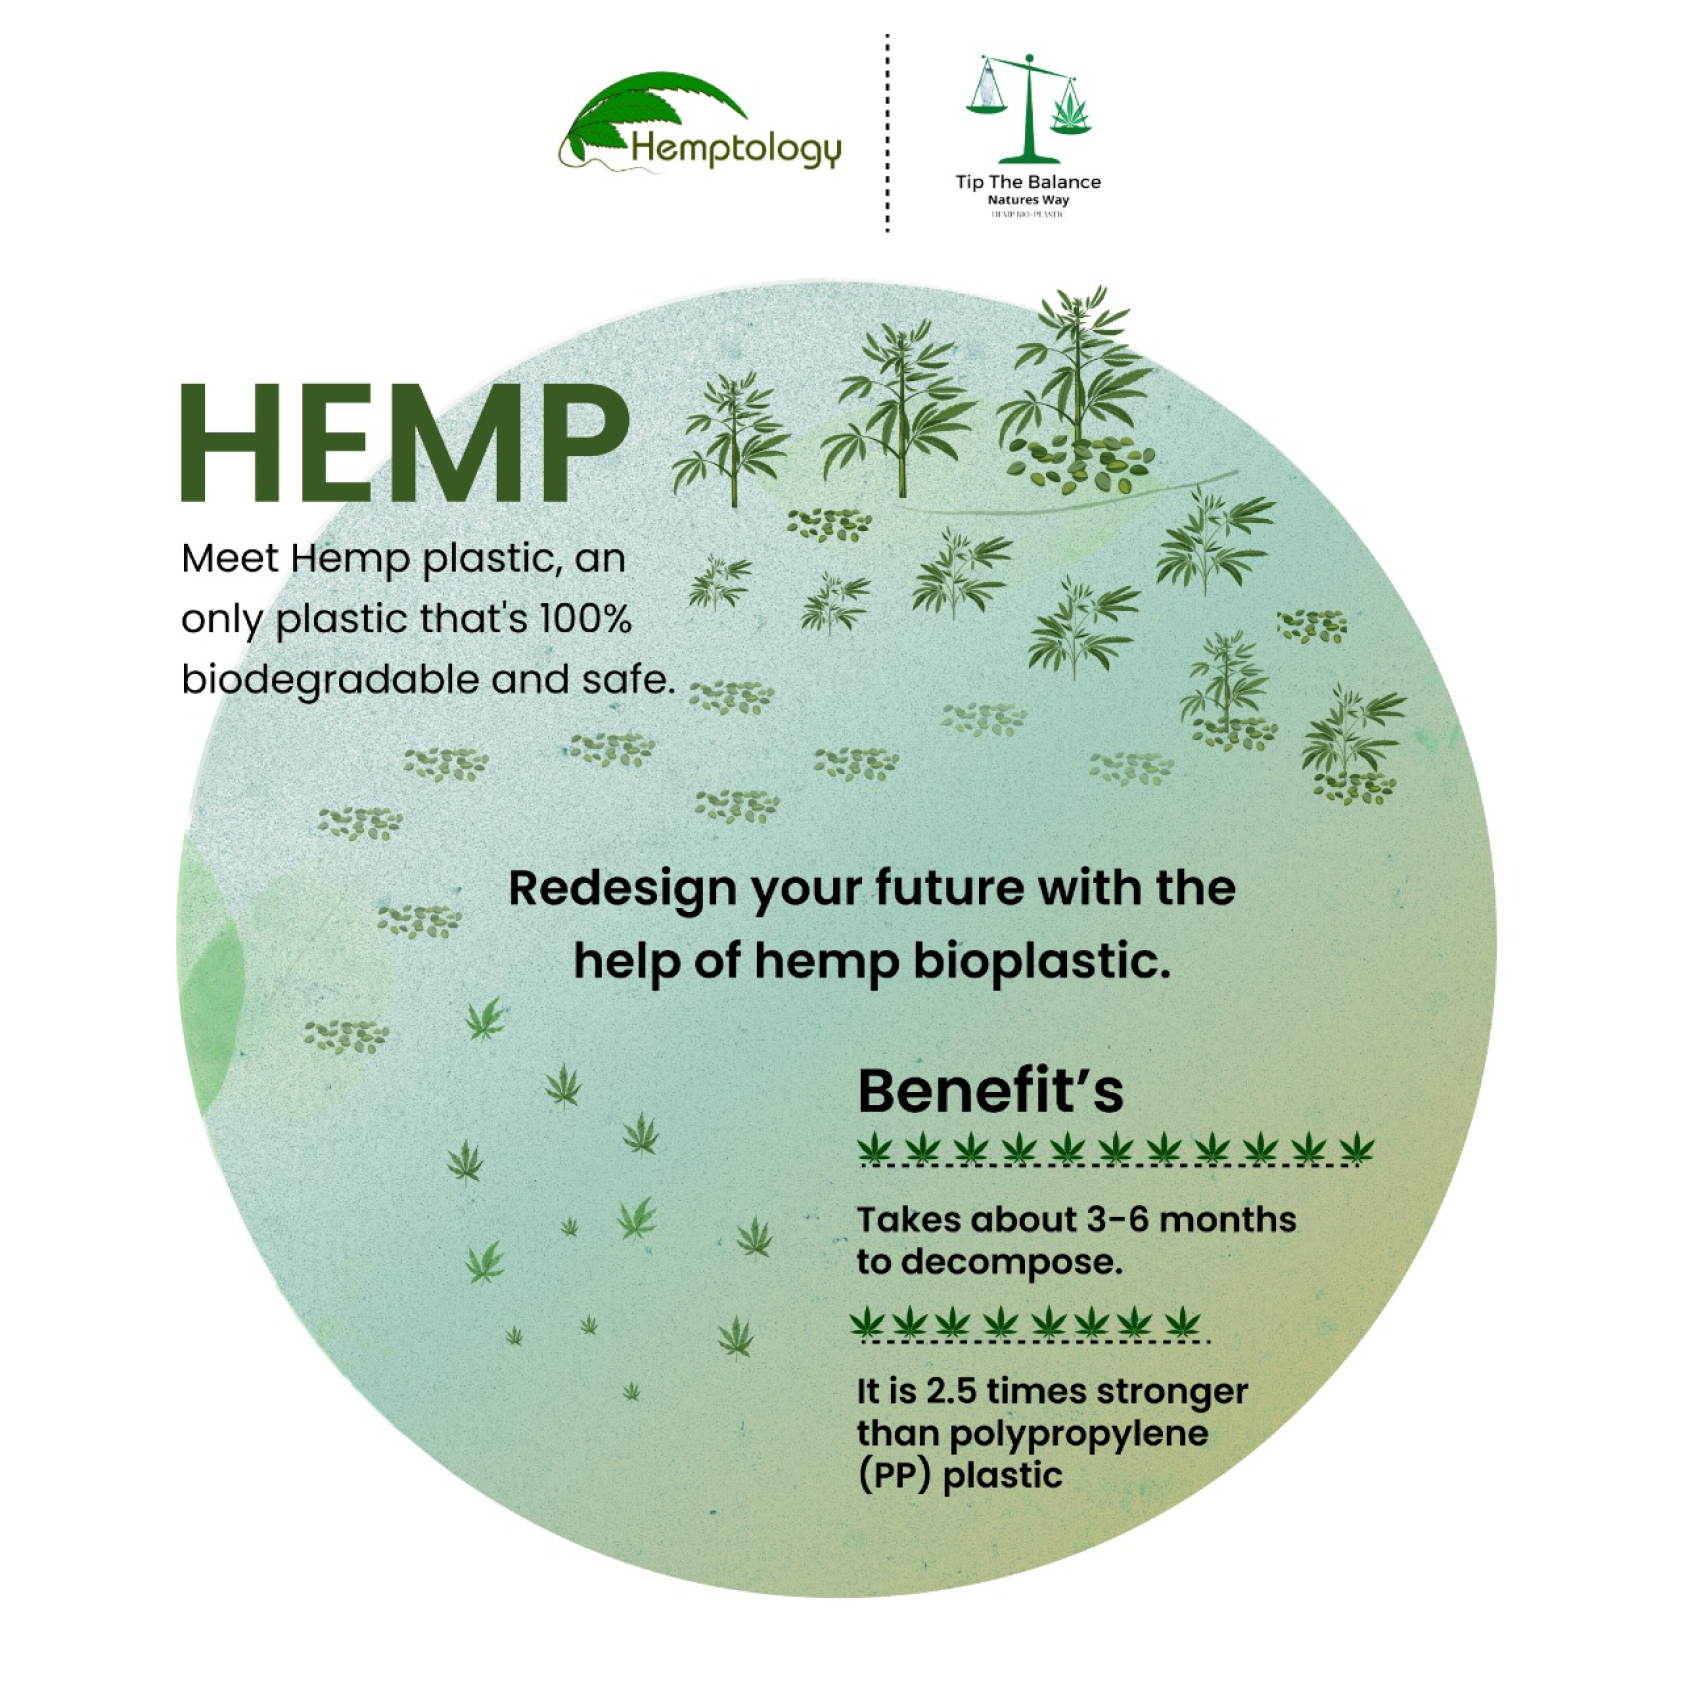 Hemptology
Tip The Balance
Natures Way
HEMP BIO-PLASTIC
HEMP
Meet Hemp plastic, an
only plastic that's 100%
biodegradable and safe.
Redesign your future with the
help of hemp bioplastic.
Benefit’s
Takes about 3-6 months
to decompose.
It is 2.5 times stronger
than polypropylene
(PP) plastic